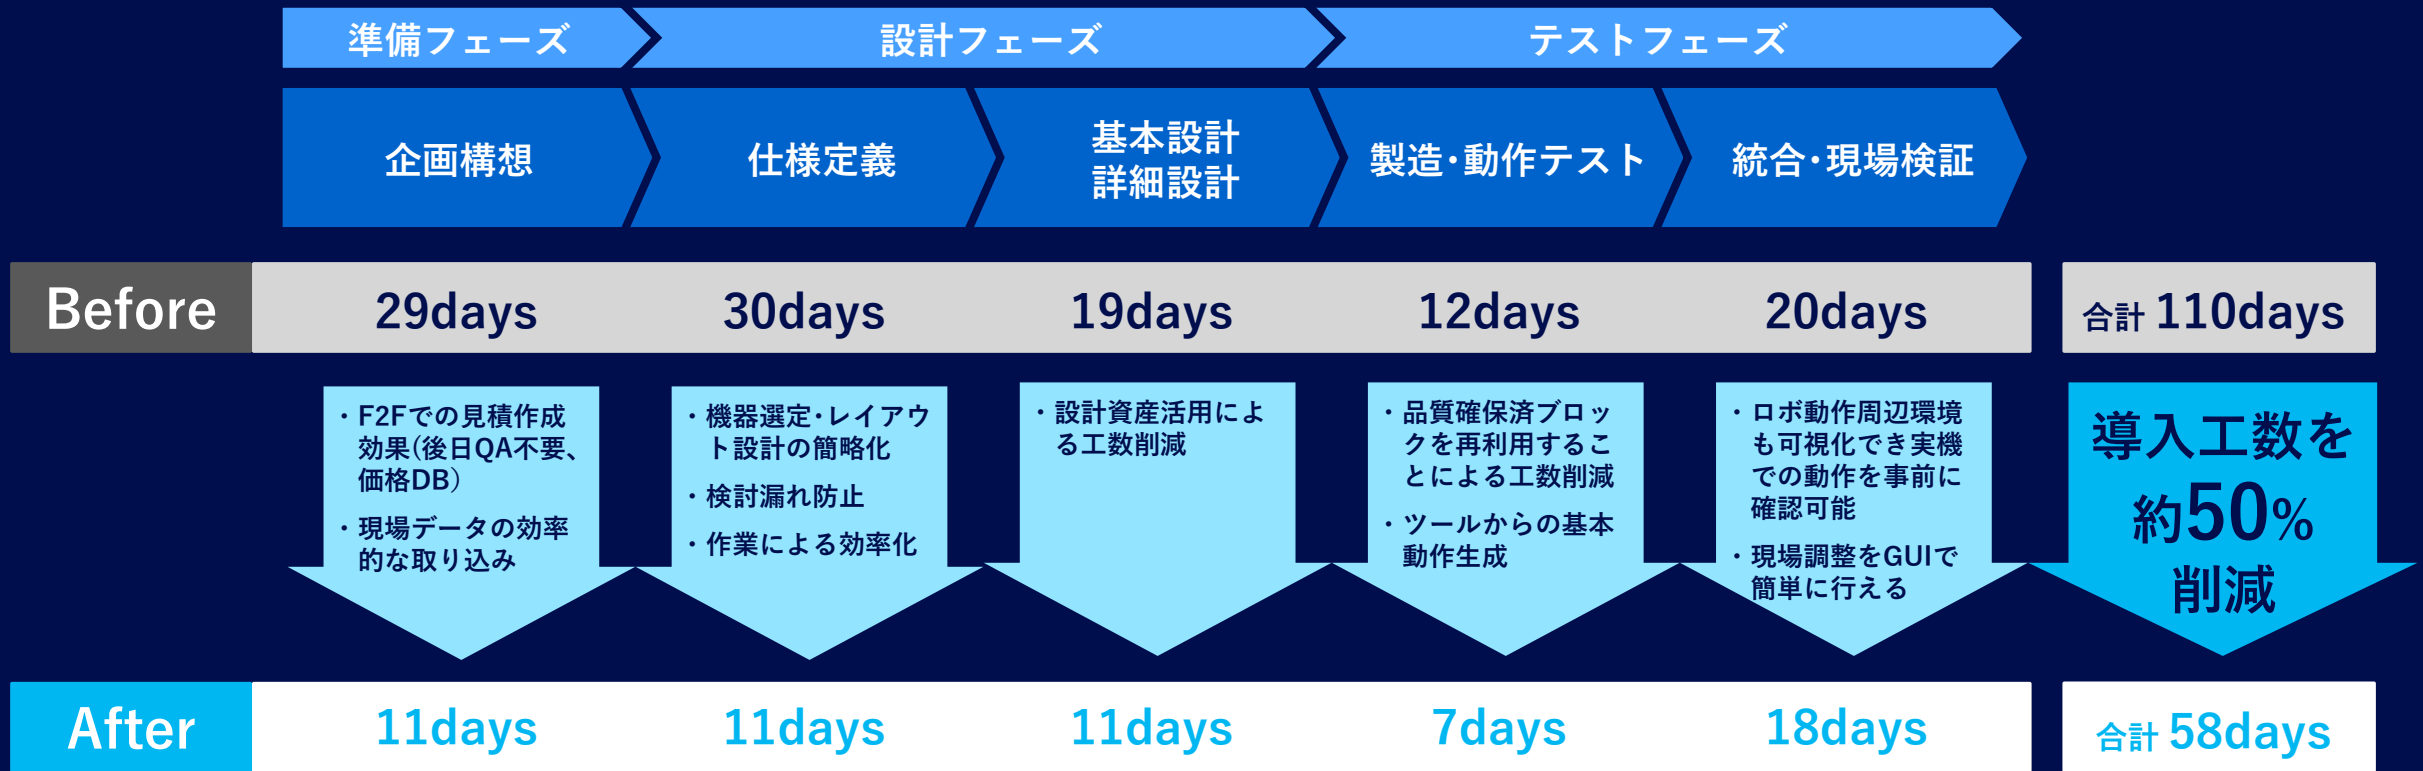 準備フェーズ
設計フェーズ
テストフェーズ
企画構想
仕様定義
基本設計
詳細設計
製造・動作テスト
統合・現場検証
Before
29days
30days
19days
12days
20days
合計 110days
・F2Fでの見積作成
効果(後日QA不要、
価格DB)
・現場データの効率
的な取り込み
・機器選定・レイアウ
ト設計の簡略化
・検討漏れ防止
・作業による効率化
・設計資産活用によ
る工数削減
・品質確保済ブロッ
クを再利用するこ
とによる工数削減
・ツールからの基本
動作生成
・ロボ動作周辺環境
も可視化でき実機
での動作を事前に
確認可能
・現場調整をGUIで
簡単に行える
導入工数を
約50%
削減
After
11days
11days
11days
7days
18days
合計 58days